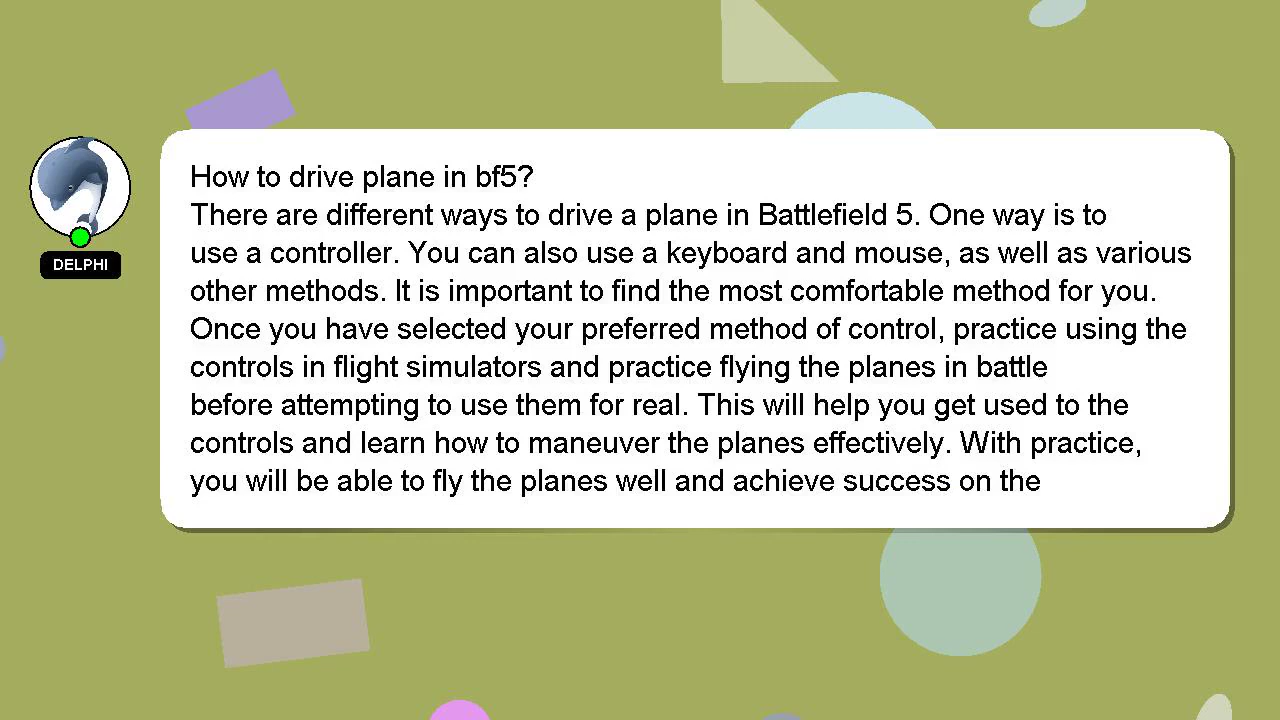 How to drive plane in bf5?
There are different ways to drive a plane in Battlefield 5. One way is to
use a controller. You can also use a keyboard and mouse, as well as various
other methods. It is important to find the most comfortable method for you.
Once you have selected your preferred method of control, practice using the
controls in flight simulators and practice flying the planes in battle
before attempting to use them for real. This will help you get used to the
controls and learn how to maneuver the planes effectively. With practice,
you will be able to fly the planes well and achieve success on the
DELPHI